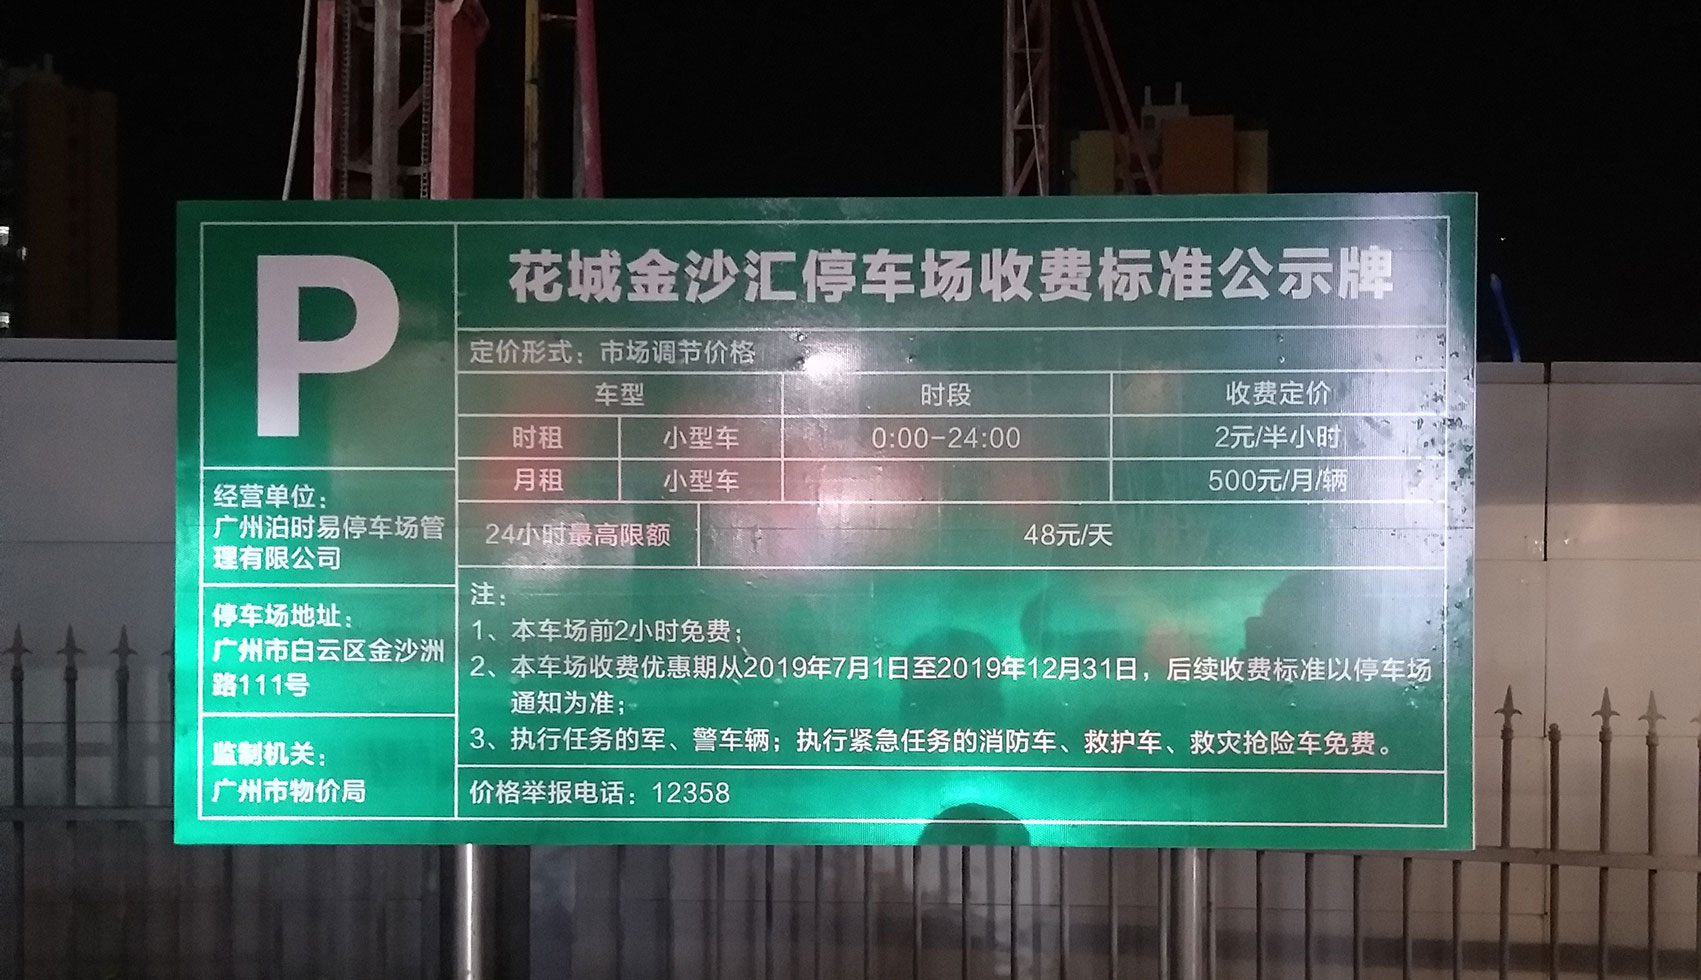 P
花城金沙汇停车场收费标准公示牌
定价形式：市场调节价格
车型 时段 收费定价
时租 小型车 0:00-24:00 2元/半小时
月租 小型车 500元/月/辆
24小时最高限额 48元/天
注：
1、本车场前2小时免费；
2、本车场收费优惠期从2019年7月1日至2019年12月31日，后续收费标准以停车场
通知为准；
3、执行任务的军、警车辆；执行紧急任务的消防车、救护车、救灾抢险车免费。
价格举报电话：12358
经营单位：
广州泊时易停车场管
理有限公司
停车场地址：
广州市白云区金沙洲
路111号
监制机关：
广州市物价局